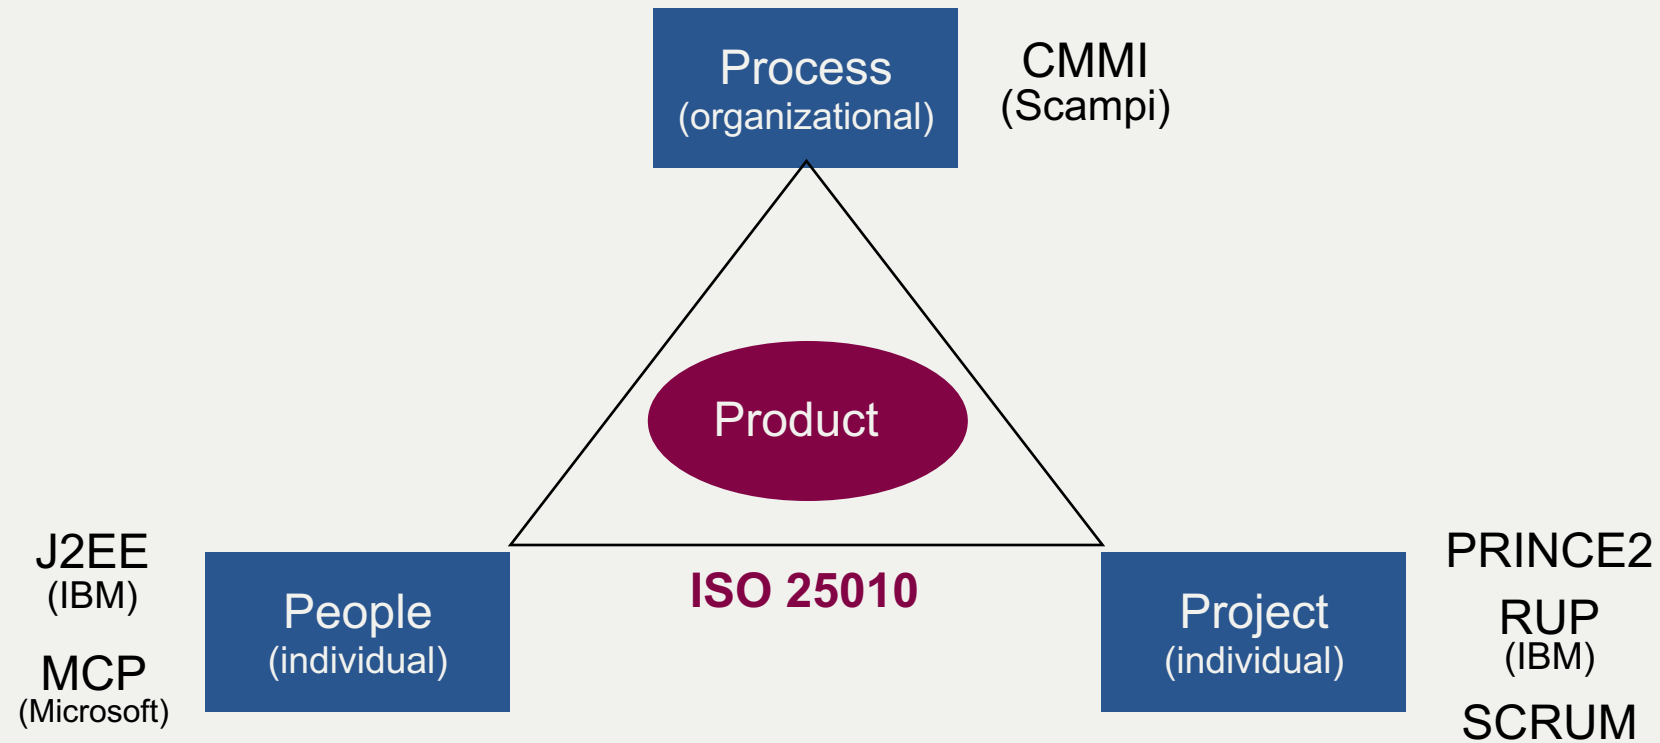 Process
(organizational)
CMMI
(Scampi)
Product
J2EE
(IBM)
MCP
(Microsoft)
People
(individual)
ISO 25010
Project
(individual)
PRINCE2
RUP
(IBM)
SCRUM